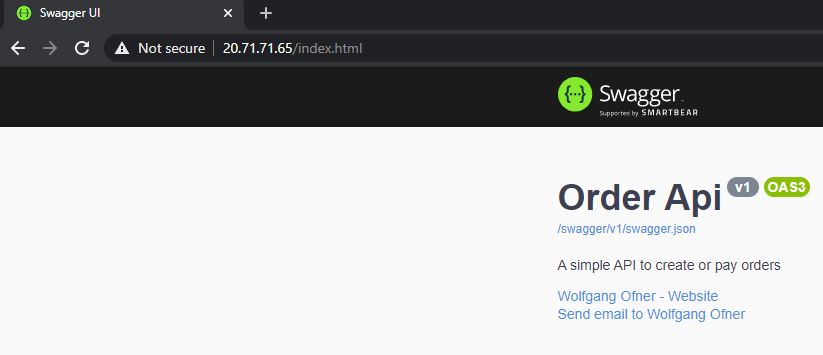 Swagger UI
Not secure 20.71.71.65/index.html
{···} Swagger
Supported by SMARTBEAR
Order Api v1 OAS3
/swagger/v1/swagger.json
A simple API to create or pay orders
Wolfgang Ofner - Website
Send email to Wolfgang Ofner